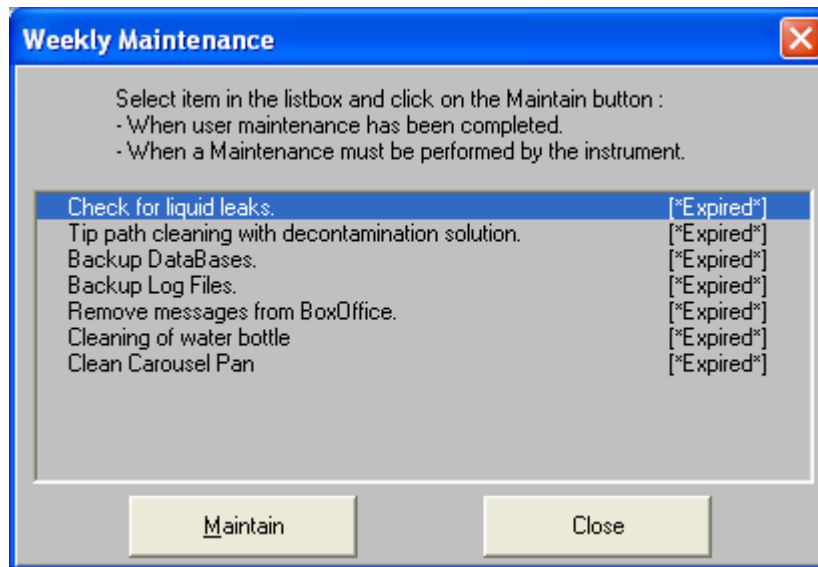 Weekly Maintenance
Select item in the listbox and click on the Maintain button :
- When user maintenance has been completed.
- When a Maintenance must be performed by the instrument.
Check for liquid leaks. [*Expired*]
Tip path cleaning with decontamination solution. [*Expired*]
Backup DataBases. [*Expired*]
Backup Log Files. [*Expired*]
Remove messages from BoxOffice. [*Expired*]
Cleaning of water bottle [*Expired*]
Clean Carousel Pan [*Expired*]
Maintain Close